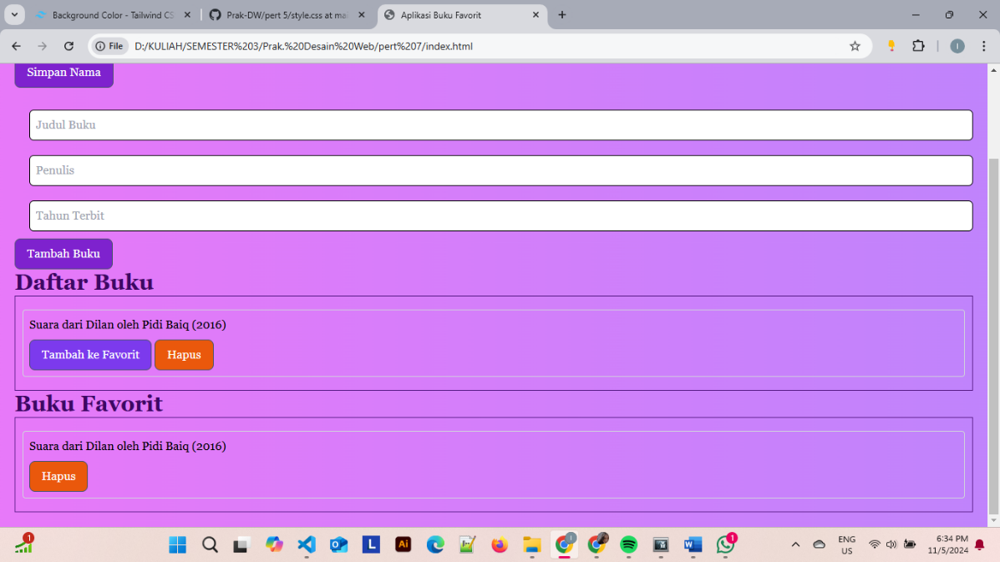 Background Color - Tailwind CS
Prak-DW/pert 5/style.css at mai
Aplikasi Buku Favorit
File
D:/KULIAH/SEMESTER%203/Prak.%20Desain%20Web/pert%207/index.html
I
Simpan Nama
Judul Buku
Penulis
Tahun Terbit
Tambah Buku
Daftar Buku
Suara dari Dilan oleh Pidi Baiq (2016)
Tambah ke Favorit
Hapus
Buku Favorit
Suara dari Dilan oleh Pidi Baiq (2016)
Hapus
1
L
Ai
W
1
ENG
US
6:34 PM
11/5/2024